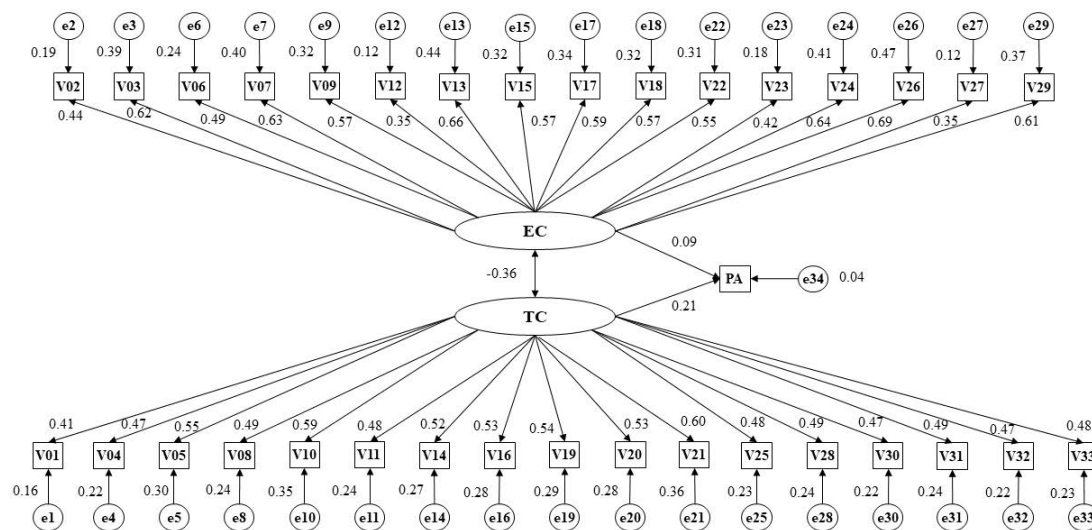 e2 e3 e6 e7 e9 e12 e13 e15 e17 e18 e22 e23 e24 e26 e27 e29
0.19 0.39 0.24 0.40 0.32 0.12 0.44 0.32 0.34 0.32 0.31 0.18 0.41 0.47 0.12 0.37
V02 V03 V06 V07 V09 V12 V13 V15 V17 V18 V22 V23 V24 V26 V27 V29
0.44 0.62 0.49 0.63 0.57 0.35 0.66 0.57 0.59 0.57 0.55 0.42 0.64 0.69 0.35 0.61
EC
0.09
-0.36 PA e34 0.04
0.21
TC
0.41 0.47 0.55 0.49 0.59 0.48 0.52 0.53 0.54 0.53 0.60 0.48 0.49 0.47 0.49 0.47 0.48
V01 V04 V05 V08 V10 V11 V14 V16 V19 V20 V21 V25 V28 V30 V31 V32 V33
0.16 0.22 0.30 0.24 0.35 0.24 0.27 0.28 0.29 0.28 0.36 0.23 0.24 0.22 0.24 0.22 0.23
e1 e4 e5 e8 e10 e11 e14 e16 e19 e20 e21 e25 e28 e30 e31 e32 e33